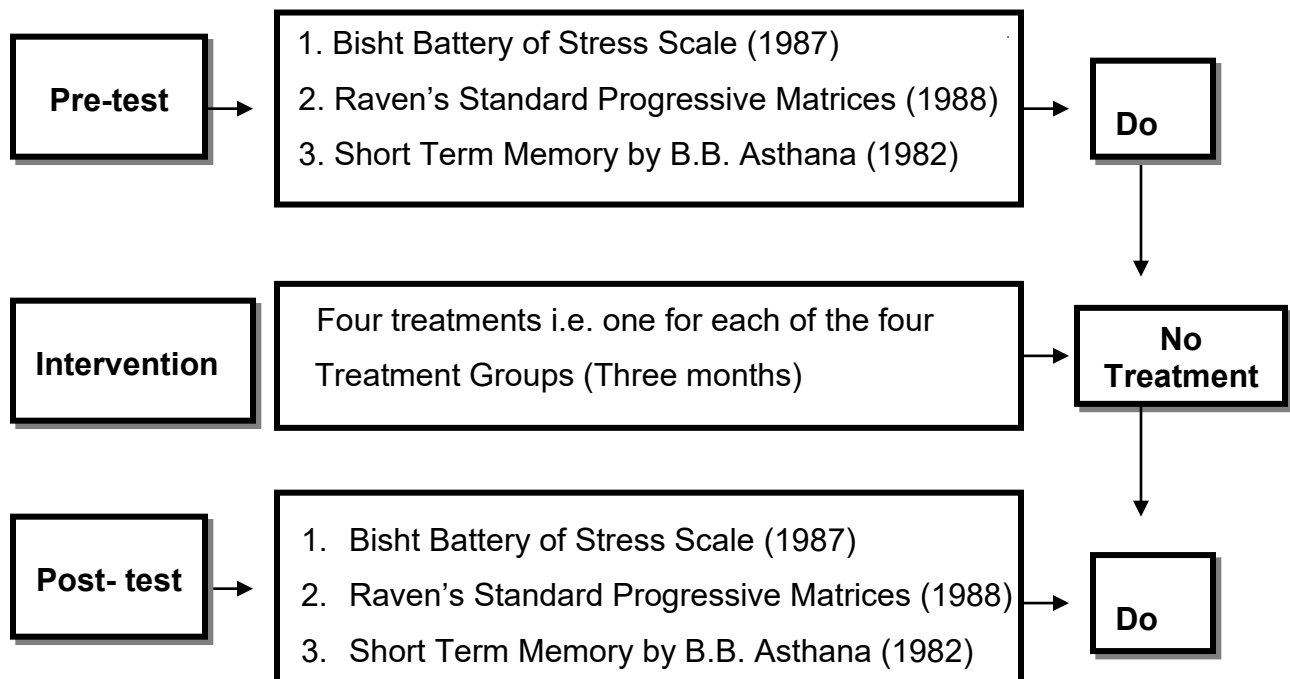 Pre-test
1. Bisht Battery of Stress Scale (1987)
2. Raven’s Standard Progressive Matrices (1988)
3. Short Term Memory by B.B. Asthana (1982)
Do
Intervention
Four treatments i.e. one for each of the four
Treatment Groups (Three months)
No
Treatment
Post- test
1. Bisht Battery of Stress Scale (1987)
2. Raven’s Standard Progressive Matrices (1988)
3. Short Term Memory by B.B. Asthana (1982)
Do